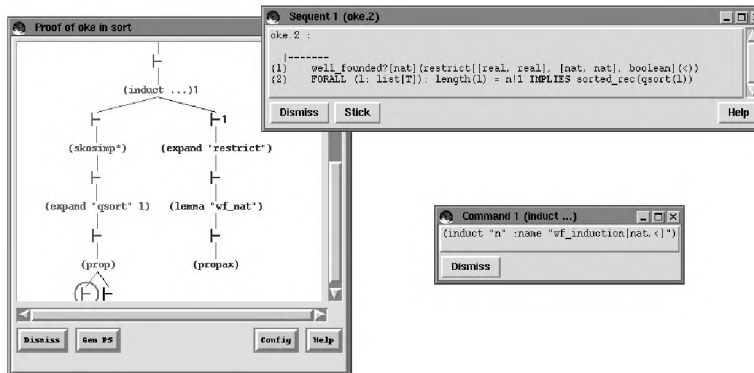 Proof of oke in sort
(induct ...)1
1
(skosimp*)
(expand "restrict")
(expand "qsort" 1)
(lemma "wf_nat")
(prop)
(propax)
Dismiss
Gen PS
Config
Help
Sequent 1 (oke.2)
oke.2 :
|-------
{1} well_founded?[nat](restrict[[real, real], [nat, nat], boolean](<))
{2} FORALL (l: list[T]): length(l) = n!1 IMPLIES sorted_rec(qsort(l))
Dismiss
Stick
Help
Command 1 (induct ...)
(induct "n" :name "wf_induction[nat,<]")
Dismiss